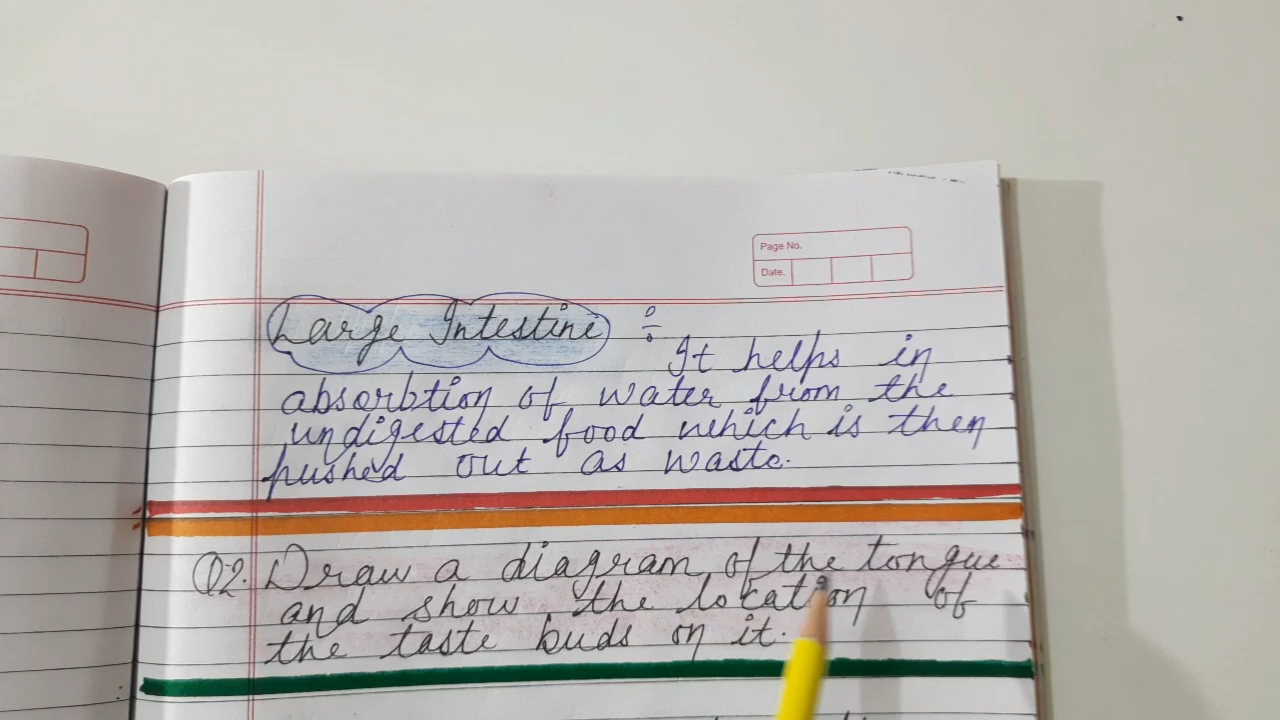 Page No.
Date.
Large Intestine ÷
It helps in
absorbtion of water from the
undigested food which is then
pushed out as waste.
Q2. Draw a diagram of the tongue
and show the location of
the taste buds on it.